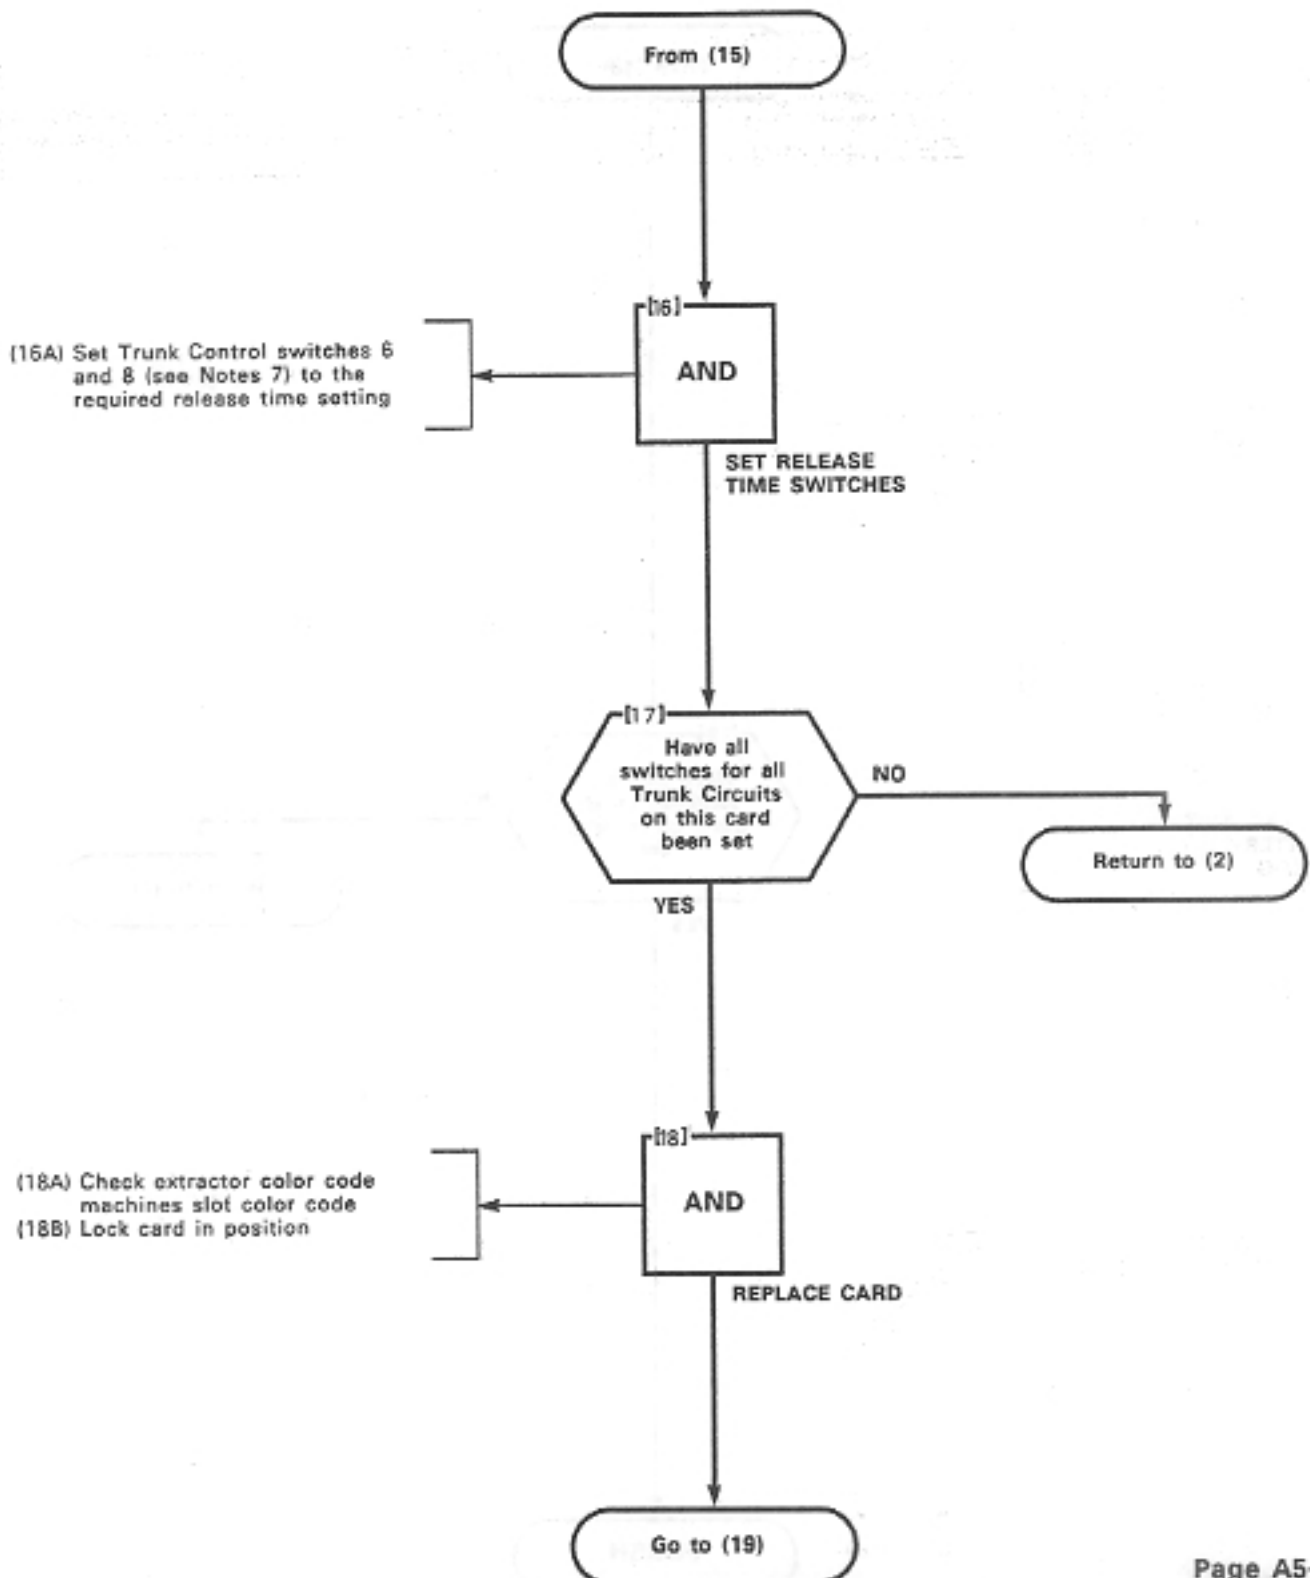 From (15)
[16]
AND
(16A) Set Trunk Control switches 6
and 8 (see Notes 7) to the
required release time setting
SET RELEASE
TIME SWITCHES
[17]
Have all
switches for all
Trunk Circuits
on this card
been set
NO
Return to (2)
YES
[18]
AND
(18A) Check extractor color code
machines slot color code
(18B) Lock card in position
REPLACE CARD
Go to (19)
Page A5-